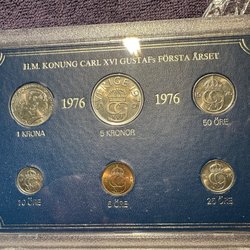 H.M. KONUNG CARL XVI GUSTAFs FÖRSTA ÅRSET
1976 1976
1 KRONA 5 KRONOR 50 ÖRE
10 ÖRE 5 ÖRE 25 ÖRE